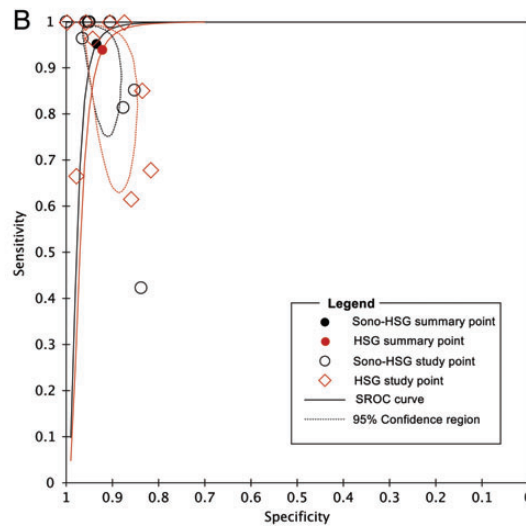 B
1
0.9
0.8
0.7
0.6
0.5
0.4
0.3
0.2
0.1
0
Sensitivity
Legend
Sono-HSG summary point
HSG summary point
Sono-HSG study point
HSG study point
SROC curve
95% Confidence region
1 0.9 0.8 0.7 0.6 0.5 0.4 0.3 0.2 0.1 0
Specificity